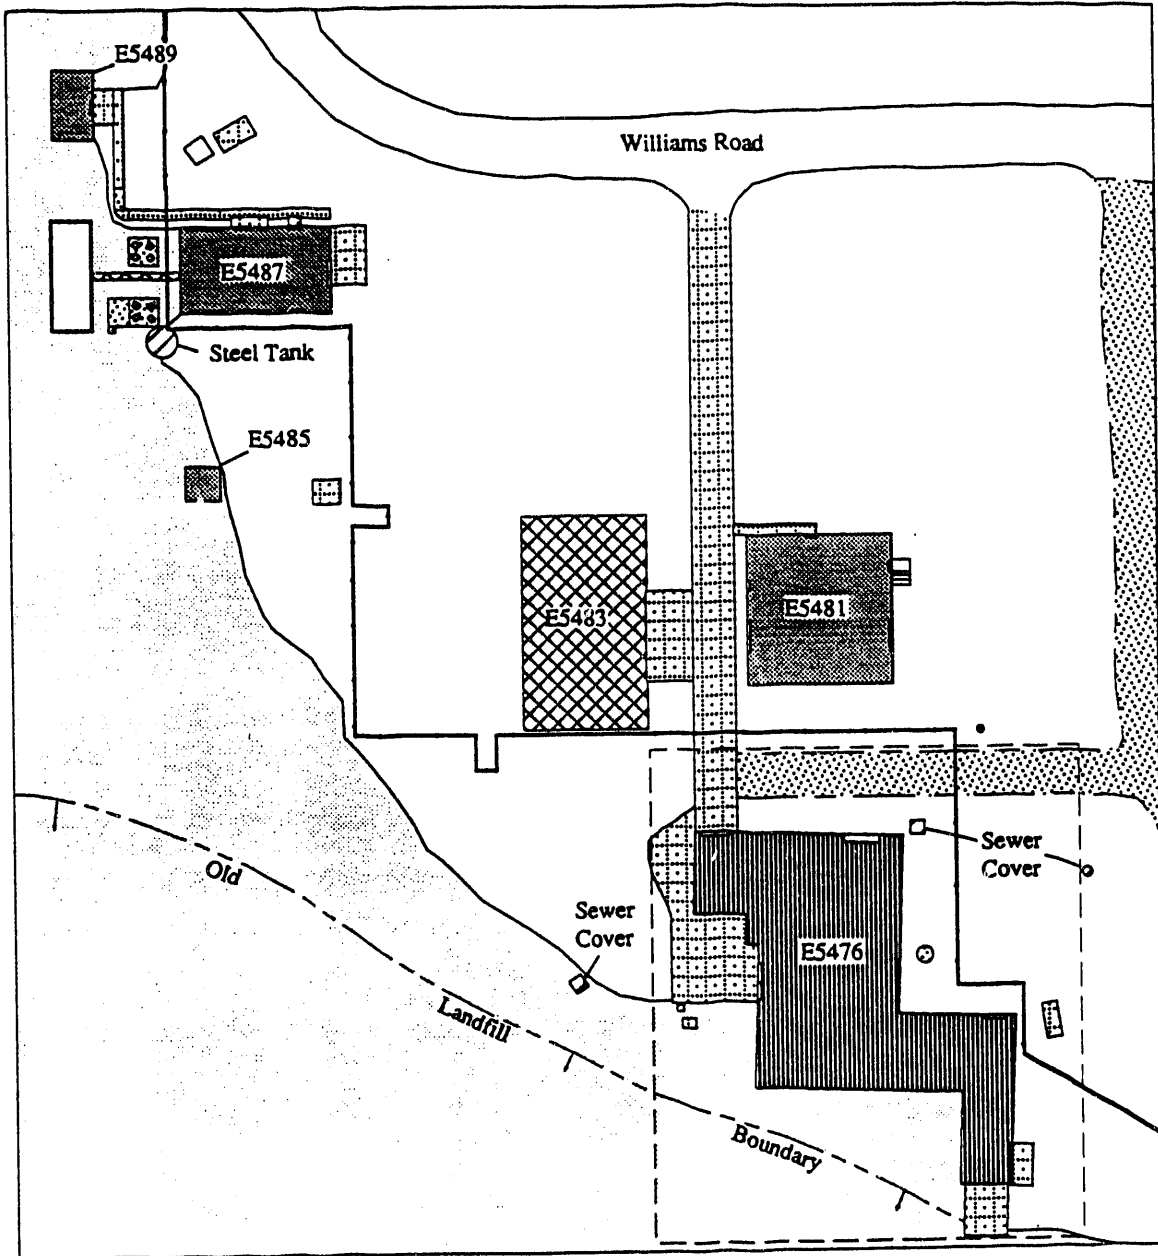 E5489
Williams Road
E5487
Steel Tank
E5485
E5483
E5481
Sewer
Cover
Old
Sewer
Cover
E5476
Landfill
Boundary